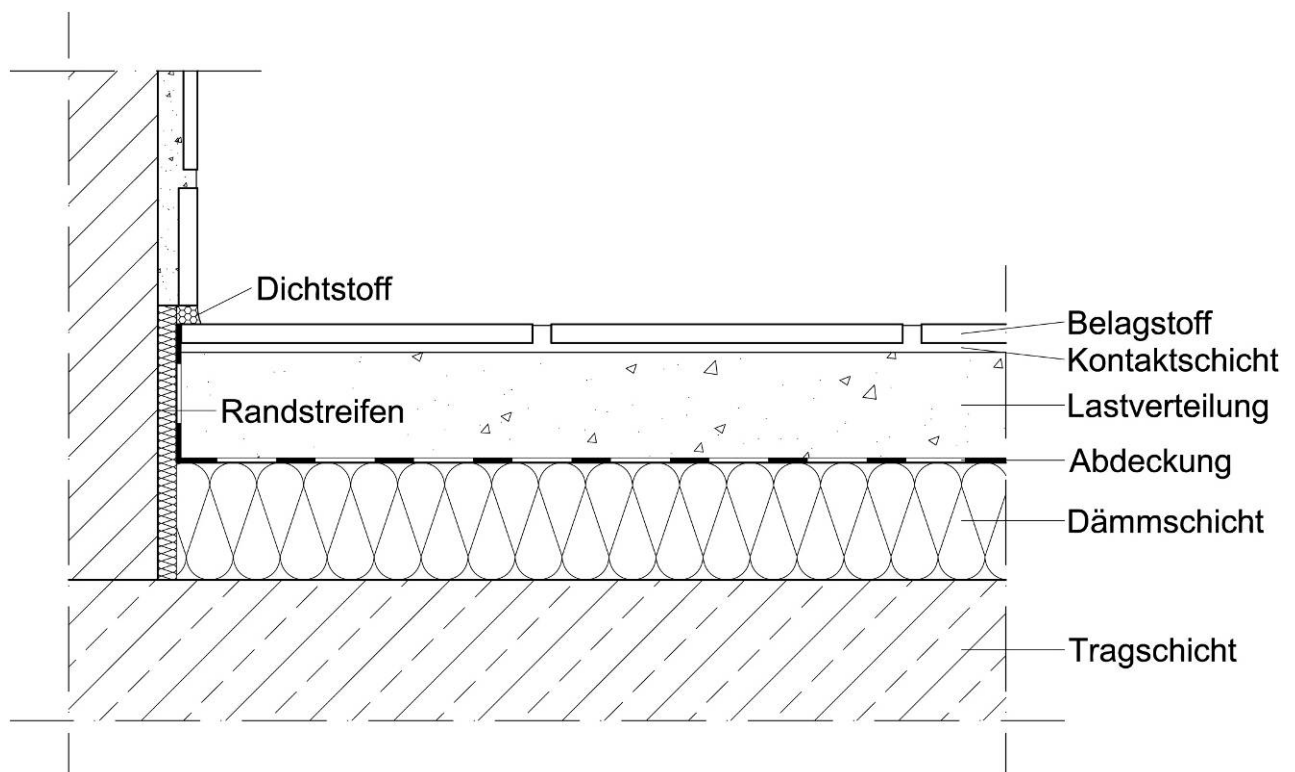 Dichtstoff
Belagstoff
Kontaktschicht
Randstreifen
Lastverteilung
Abdeckung
Dämmschicht
Tragschicht